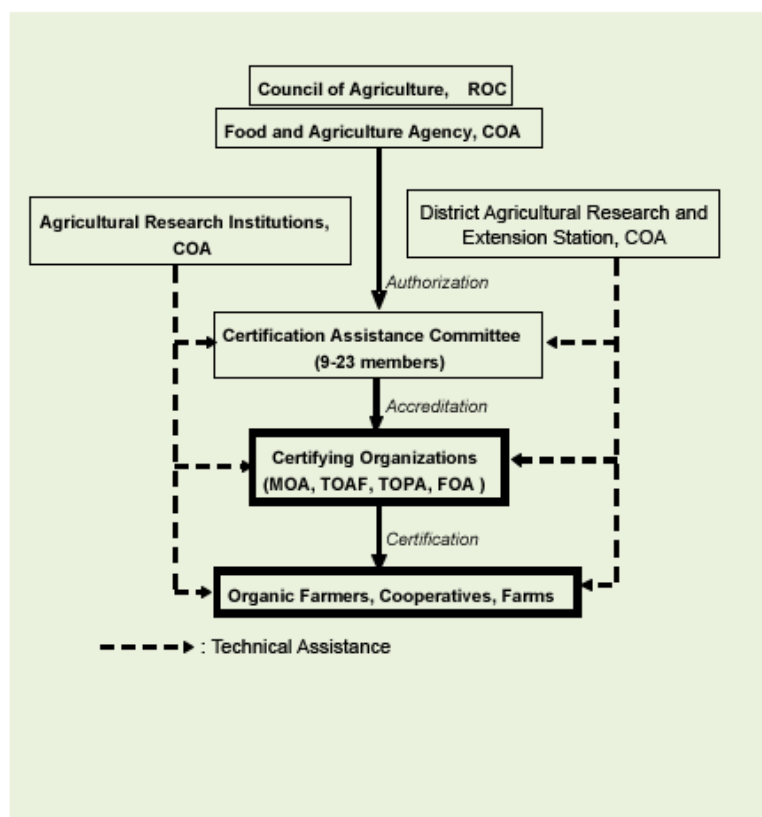 Council of Agriculture, ROC
Food and Agriculture Agency, COA
Agricultural Research Institutions,
COA
District Agricultural Research and
Extension Station, COA
Authorization
Certification Assistance Committee
(9-23 members)
Accreditation
Certifying Organizations
(MOA, TOAF, TOPA, FOA )
Certification
Organic Farmers, Cooperatives, Farms
: Technical Assistance